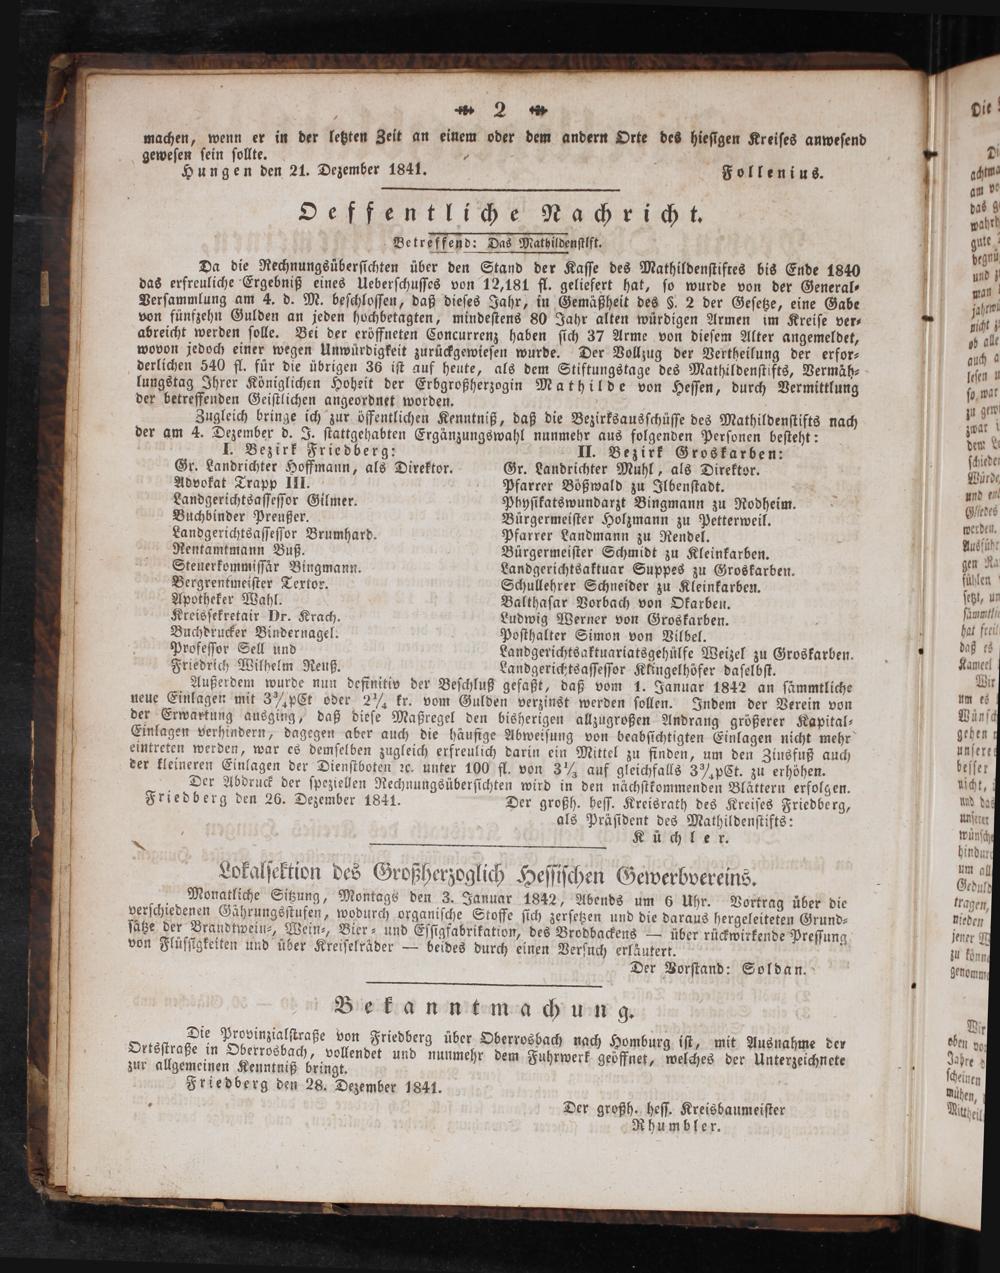 2
machen, wenn er in der letzten Zeit an einem oder dem andern Orte des hiesigen Kreises anwesend
gewesen sein sollte.
Hungen den 21. Dezember 1841. Follenius.
Oeffentliche Nachricht.
Betreffend: Das Mathildenstift.
Da die Rechnungsübersichten über den Stand der Kasse des Mathildenstiftes bis Ende 1840
das erfreuliche Ergebniß eines Ueberschusses von 12,181 fl. geliefert hat, so wurde von der General-
Versammlung am 4. d. M. beschlossen, daß dieses Jahr, in Gemäßheit des §. 2 der Gesetze, eine Gabe
von fünfzehn Gulden an jeden hochbetagten, mindestens 80 Jahr alten würdigen Armen im Kreise ver-
abreicht werden solle. Bei der eröffneten Concurrenz haben sich 37 Arme von diesem Alter angemeldet,
wovon jedoch einer wegen Unwürdigkeit zurückgewiesen wurde. Der Vollzug der Vertheilung der erfor-
derlichen 540 fl. für die übrigen 36 ist auf heute, als dem Stiftungstage des Mathildenstifts, Vermäh-
lungstag Ihrer Königlichen Hoheit der Erbgroßherzogin Mathilde von Hessen, durch Vermittlung
der betreffenden Geistlichen angeordnet worden.
Zugleich bringe ich zur öffentlichen Kenntniß, daß die Bezirksausschüsse des Mathildenstifts nach
der am 4. Dezember d. J. stattgehabten Ergänzungswahl nunmehr aus folgenden Personen besteht:
I. Bezirk Friedberg:
Gr. Landrichter Hoffmann, als Direktor.
Advokat Trapp III.
Landgerichtsassessor Gilmer.
Buchbinder Preußer.
Landgerichtsassessor Brumhard.
Rentamtmann Buß.
Steuerkommissär Bingmann.
Bergrentmeister Textor.
Apotheker Wahl.
Kreissekretair Dr. Krach.
Buchdrucker Bindernagel.
Professor Sell und
Friedrich Wilhelm Reuß.
II. Bezirk Groskarben:
Gr. Landrichter Muhl, als Direktor.
Pfarrer Bößwald zu Ilbenstadt.
Physikatswundarzt Bingmann zu Rodheim.
Bürgermeister Holzmann zu Petterweil.
Pfarrer Landmann zu Rendel.
Bürgermeister Schmidt zu Kleinkarben.
Landgerichtsaktuar Suppes zu Groskarben.
Schullehrer Schneider zu Kleinkarben.
Balthasar Vorbach von Okarben.
Ludwig Werner von Groskarben.
Posthalter Simon von Vilbel.
Landgerichtsaktuariatsgehülfe Weizel zu Groskarben.
Landgerichtsassessor Klingelhöfer daselbst.
Außerdem wurde nun definitiv der Beschluß gefaßt, daß vom 1. Januar 1842 an sämmtliche
neue Einlagen mit 3¾pCt oder 2¼ kr. vom Gulden verzinst werden sollen. Indem der Verein von
der Erwartung ausging, daß diese Maßregel den bisherigen allzugroßen Andrang größerer Kapital-
Einlagen verhindern, dagegen aber auch die häufige Abweisung von beabsichtigten Einlagen nicht mehr
eintreten werden, war es demselben zugleich erfreulich darin ein Mittel zu finden, um den Zinsfuß auch
der kleineren Einlagen der Dienstboten ꝛc. unter 100 fl. von 3⅓ auf gleichfalls 3¾pCt. zu erhöhen.
Der Abdruck der speziellen Rechnungsübersichten wird in den nächstkommenden Blättern erfolgen.
Friedberg den 26. Dezember 1841. Der großh. hess. Kreisrath des Kreises Friedberg,
als Präsident des Mathildenstifts:
Küchler.
Lokalsektion des Großherzoglich Hessischen Gewerbvereins.
Monatliche Sitzung, Montags den 3. Januar 1842, Abends um 6 Uhr. Vortrag über die
verschiedenen Gährungsstufen, wodurch organische Stoffe sich zersetzen und die daraus hergeleiteten Grund-
sätze der Brandtwein-, Wein-, Bier- und Essigfabrikation, des Brodbackens — über rückwirkende Pressung
von Flüssigkeiten und über Kreiselräder — beides durch einen Versuch erläutert.
Der Vorstand: Soldan.
Bekanntmachung.
Die Provinzialstraße von Friedberg über Oberrosbach nach Homburg ist, mit Ausnahme der
Ortsstraße in Oberrosbach, vollendet und nunmehr dem Fuhrwerk geöffnet, welches der Unterzeichnete
zur allgemeinen Kenntniß bringt.
Friedberg den 28. Dezember 1841.
Der großh. hess. Kreisbaumeister
Rhumbler.